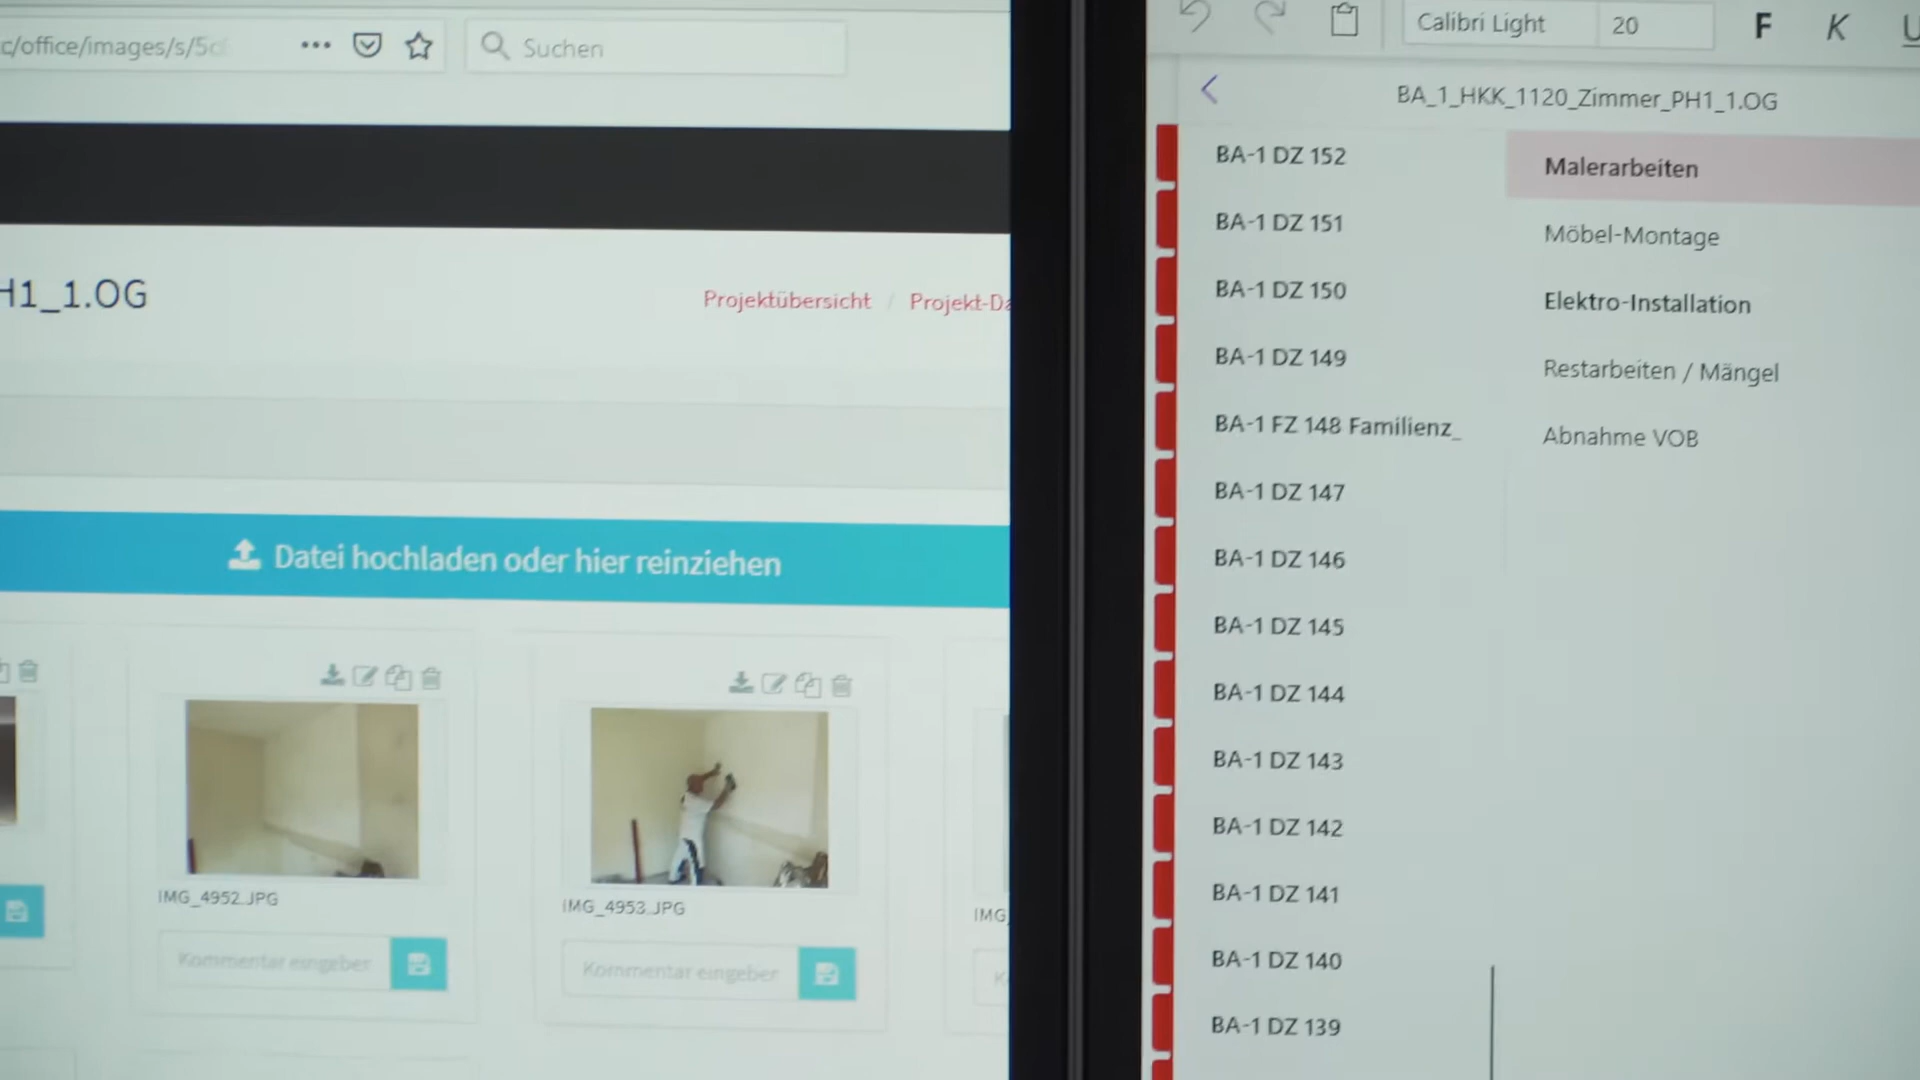 c/office/images/s/5c
Suchen
H1_1.OG
Projektübersicht / Projekt-Da
Datei hochladen oder hier reinziehen
IMG_4952.JPG
IMG_4953.JPG
IMG_
Kommentar eingeber
Kommentar eingeber
Calibri Light 20 F K U
BA_1_HKK_1120_Zimmer_PH1_1.OG
BA-1 DZ 152
BA-1 DZ 151
BA-1 DZ 150
BA-1 DZ 149
BA-1 FZ 148 Familienz_
BA-1 DZ 147
BA-1 DZ 146
BA-1 DZ 145
BA-1 DZ 144
BA-1 DZ 143
BA-1 DZ 142
BA-1 DZ 141
BA-1 DZ 140
BA-1 DZ 139
Malerarbeiten
Möbel-Montage
Elektro-Installation
Restarbeiten / Mängel
Abnahme VOB